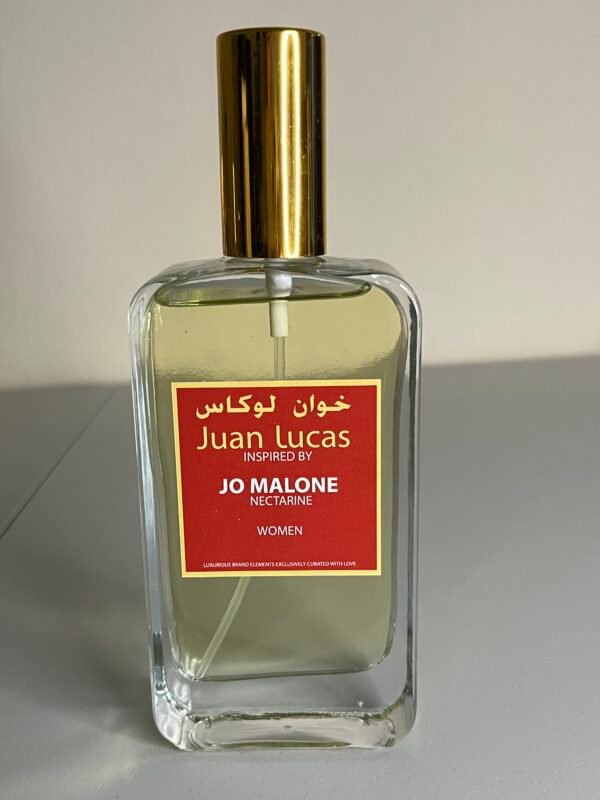 خوان لوكاس
Juan Lucas
INSPIRED BY
JO MALONE
NECTARINE
WOMEN
LUXURIOUS BRAND ELEMENTS EXCLUSIVELY CURATED WITH LOVE